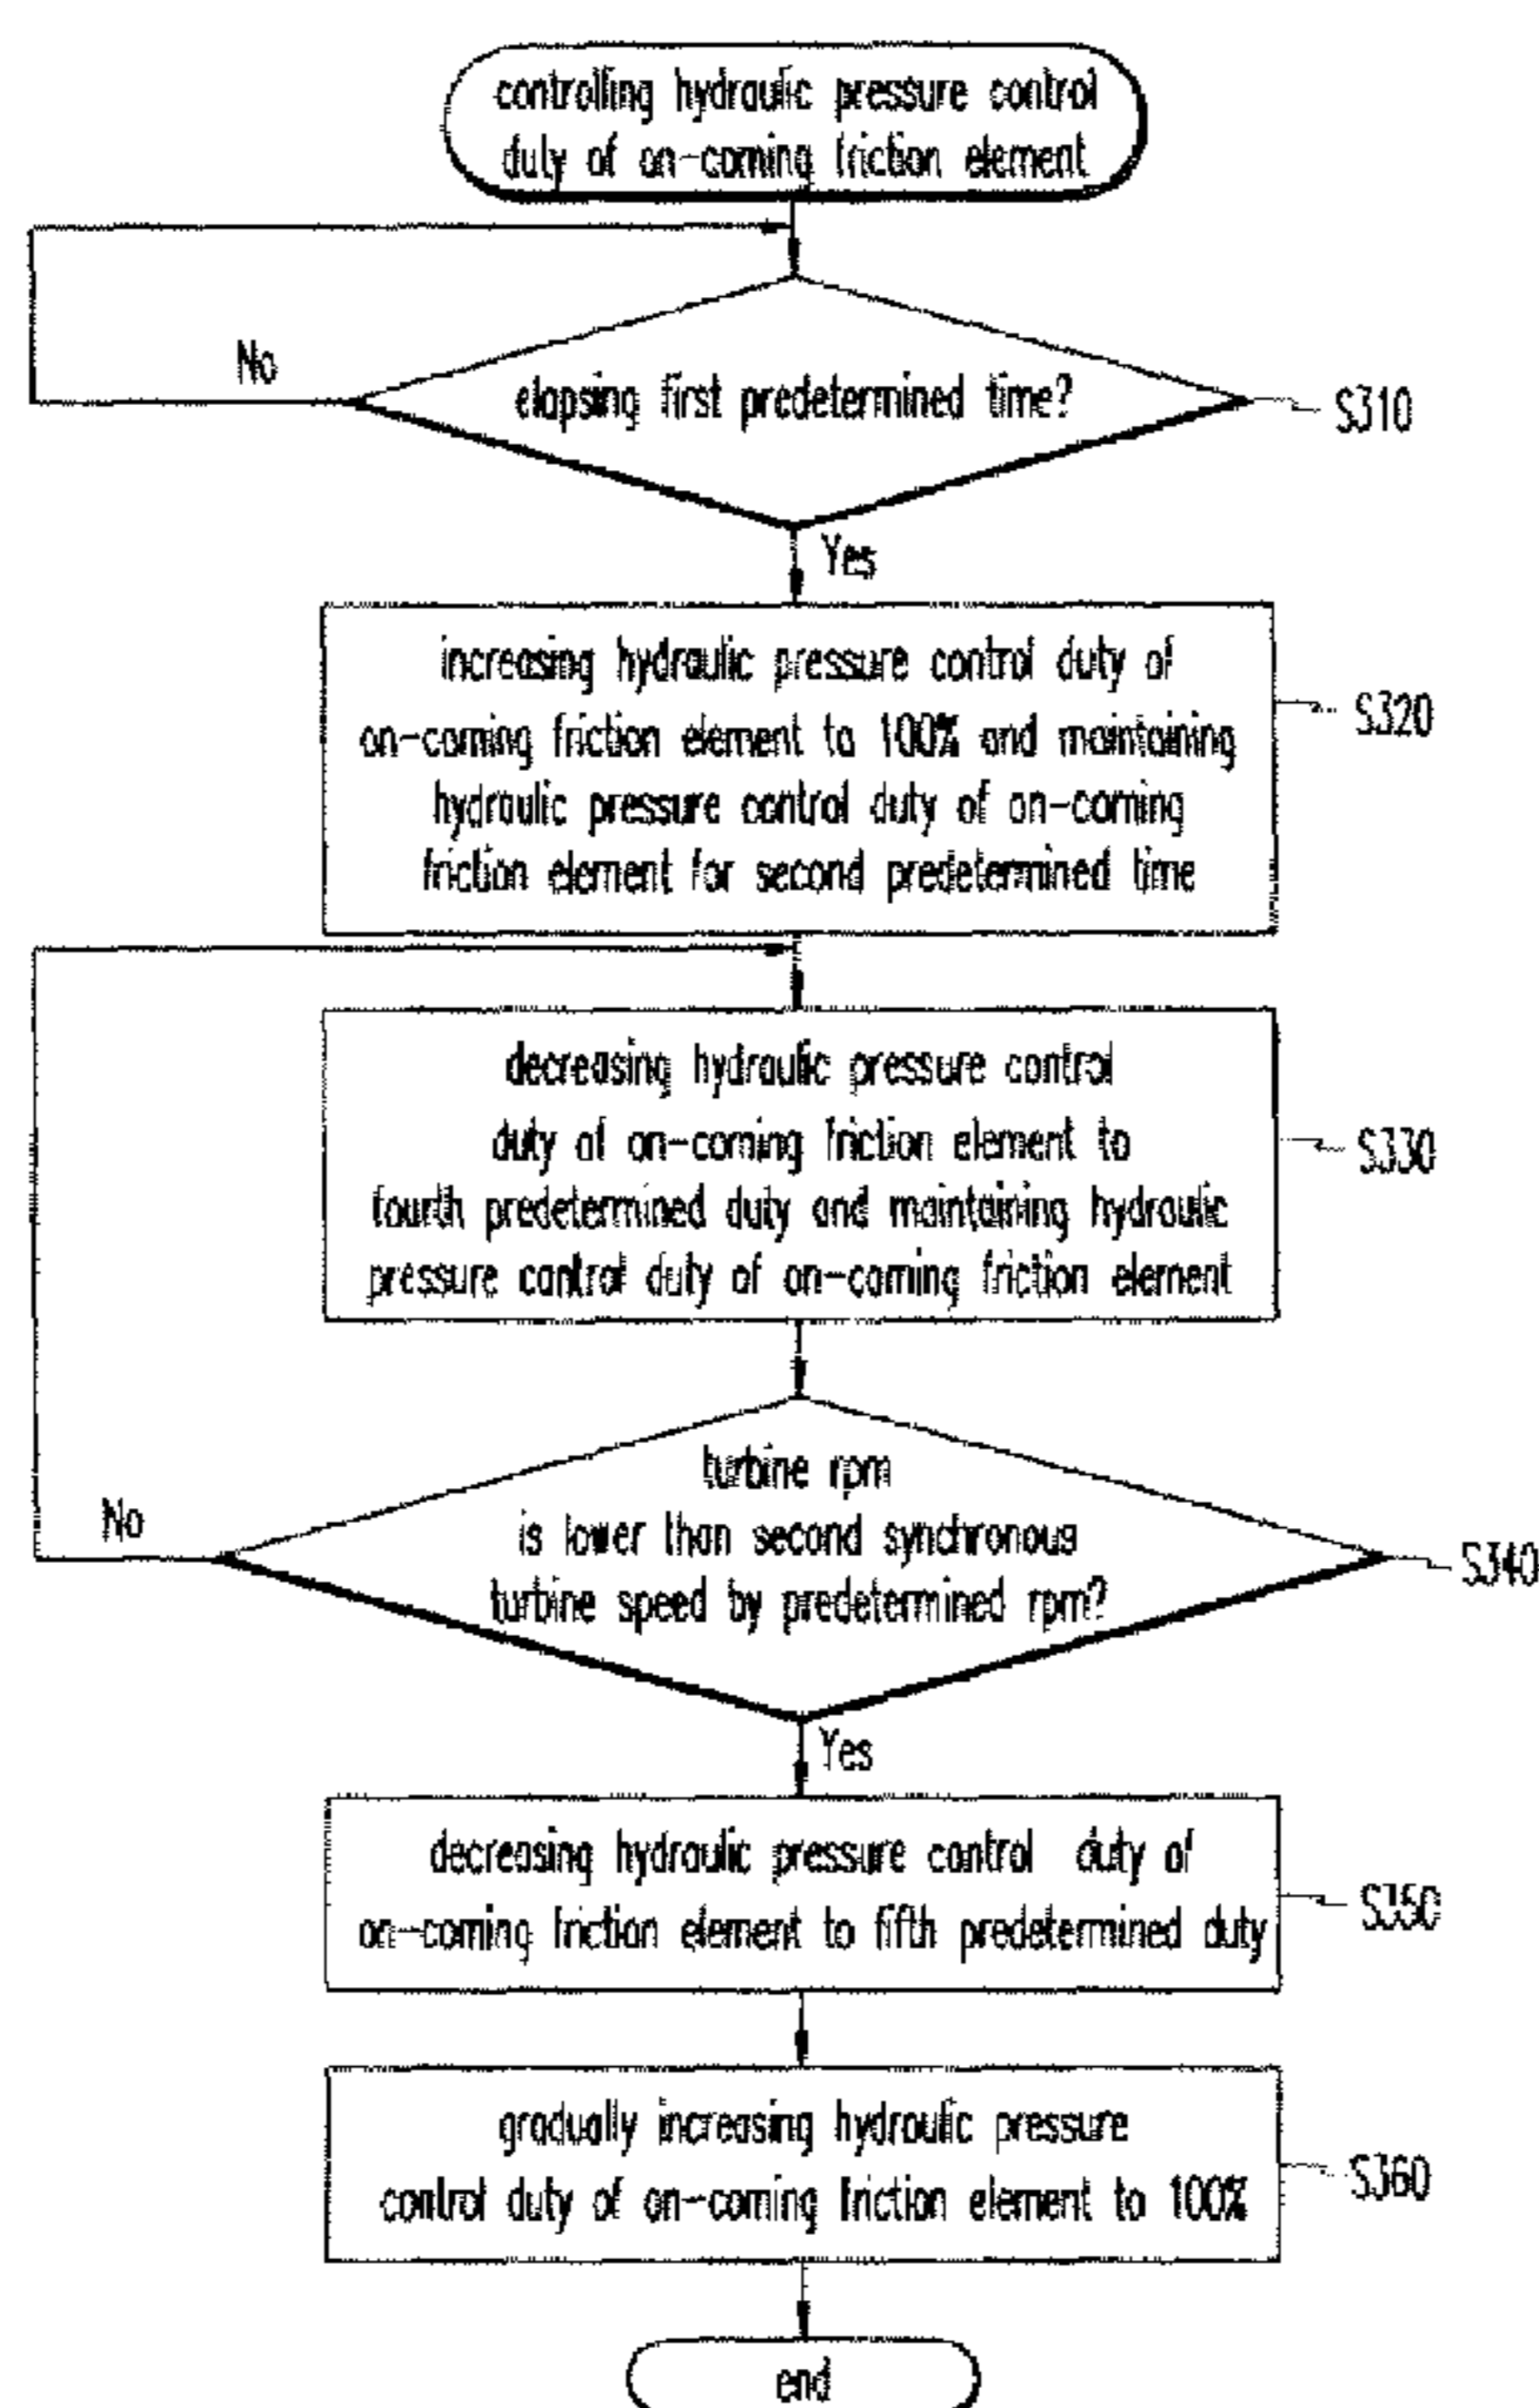 controlling hydraulic pressure control
duty of on-coming friction element
No
elapsing first predetermined time?
S310
Yes
increasing hydraulic pressure control duty of
on-coming friction element to 100% and maintaining
hydraulic pressure control duty of on-coming
friction element for second predetermined time
S320
decreasing hydraulic pressure control
duty of on-coming friction element to
fourth predetermined duty and maintaining hydraulic
pressure control duty of on-coming friction element
S330
turbine rpm
is lower than second synchronous
turbine speed by predetermined rpm?
No
S340
Yes
decreasing hydraulic pressure control duty of
on-coming friction element to fifth predetermined duty
S350
gradually increasing hydraulic pressure
control duty of on-coming friction element to 100%
S360
end